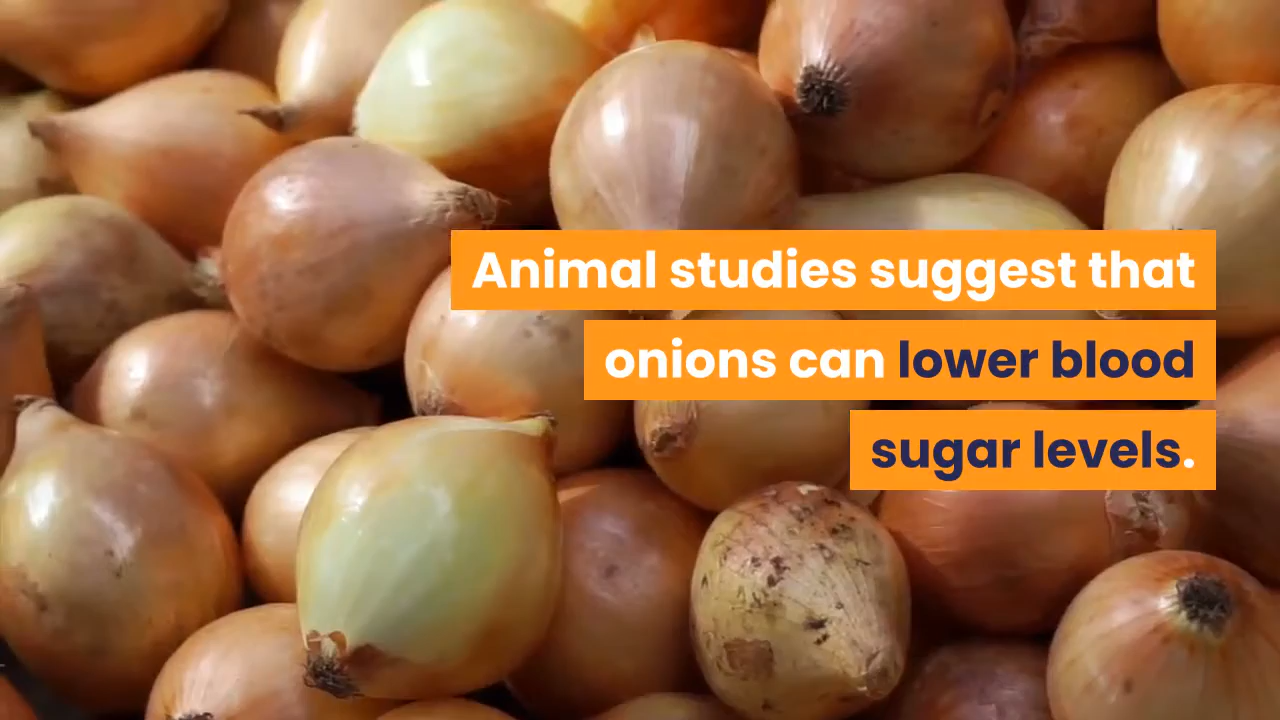 Animal studies suggest that
onions can lower blood
sugar levels.